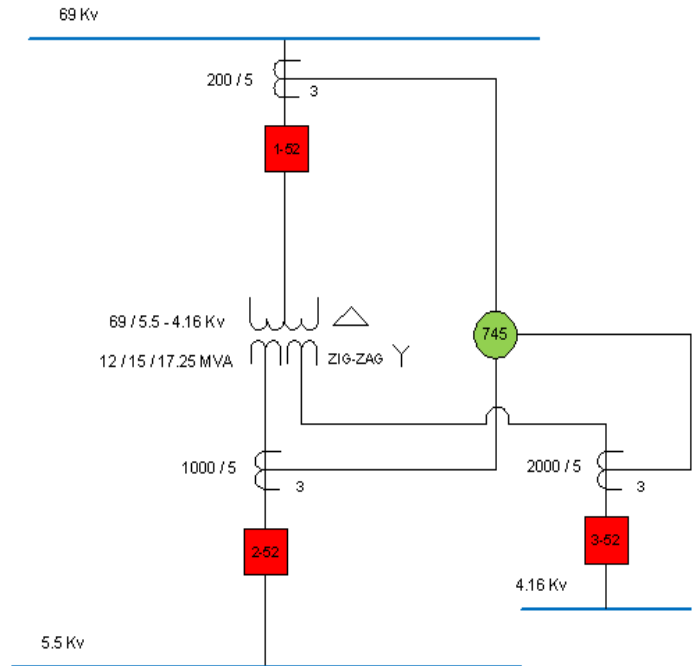 69 Kv
200 / 5
3
1-52
69 / 5.5 - 4.16 Kv
745
12 / 15 / 17.25 MVA
ZIG-ZAG
1000 / 5
3
2000 / 5
3
2-52
3-52
4.16 Kv
5.5 Kv